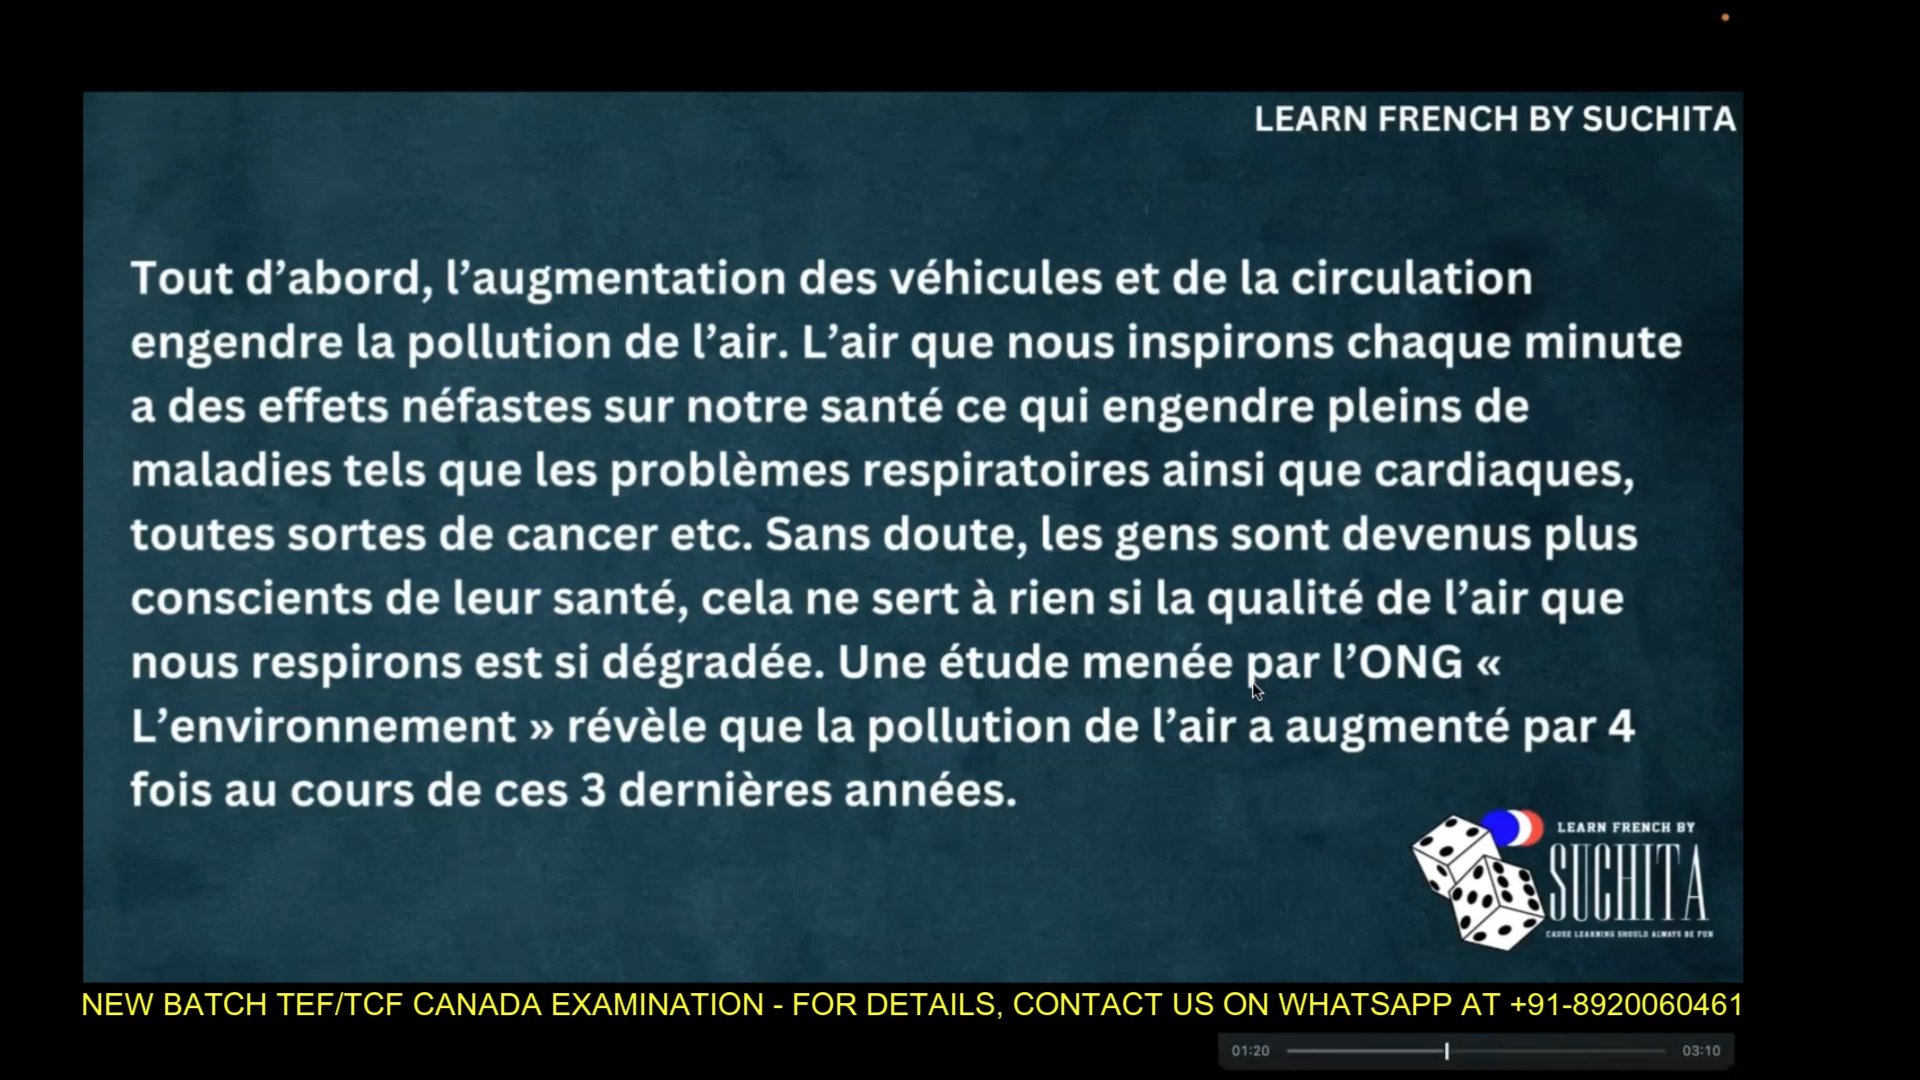 LEARN FRENCH BY SUCHITA
Tout d’abord, l’augmentation des véhicules et de la circulation
engendre la pollution de l’air. L’air que nous inspirons chaque minute
a des effets néfastes sur notre santé ce qui engendre pleins de
maladies tels que les problèmes respiratoires ainsi que cardiaques,
toutes sortes de cancer etc. Sans doute, les gens sont devenus plus
conscients de leur santé, cela ne sert à rien si la qualité de l’air que
nous respirons est si dégradée. Une étude menée par l’ONG «
L’environnement » révèle que la pollution de l’air a augmenté par 4
fois au cours de ces 3 dernières années.
LEARN FRENCH BY
SUCHITA
CAUSE LEARNING SHOULD ALWAYS BE FUN
NEW BATCH TEF/TCF CANADA EXAMINATION - FOR DETAILS, CONTACT US ON WHATSAPP AT +91-8920060461
01:20 03:10